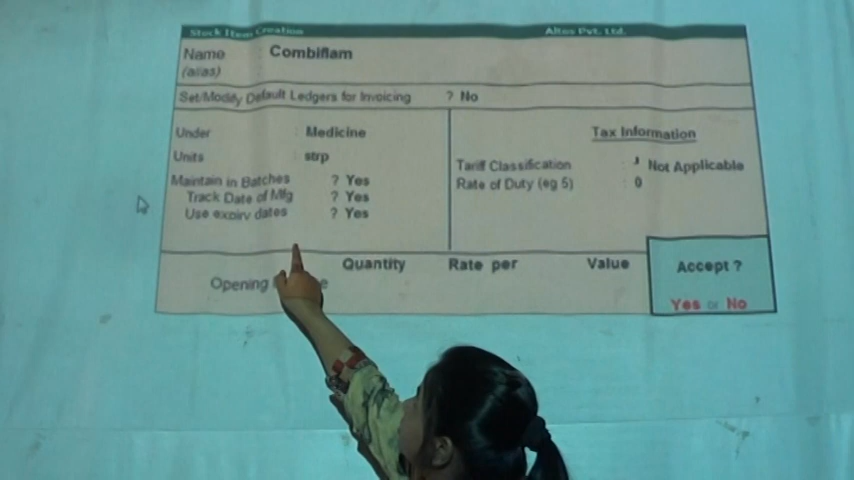 Stock Item Creation Altos Pvt. Ltd.
Name Combiflam
(alias)
Set/Modify Default Ledgers for Invoicing ? No
Under Medicine
Units strp
Maintain in Batches ? Yes
Track Date of Mfg ? Yes
Use expiry dates ? Yes
Tax Information
Tariff Classification : Not Applicable
Rate of Duty (eg 5) : 0
Quantity Rate per Value
Opening
Accept ?
Yes or No